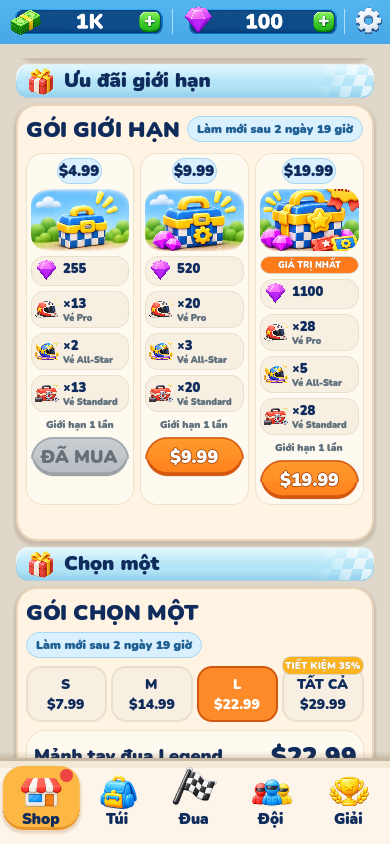 1K
100
Ưu đãi giới hạn
GÓI GIỚI HẠN
Làm mới sau 2 ngày 19 giờ
$4.99
255
×13
Vé Pro
×2
Vé All-Star
×13
Vé Standard
Giới hạn 1 lần
ĐÃ MUA
$9.99
520
×20
Vé Pro
×3
Vé All-Star
×20
Vé Standard
Giới hạn 1 lần
$9.99
$19.99
GIÁ TRỊ NHẤT
1100
×28
Vé Pro
×5
Vé All-Star
×28
Vé Standard
Giới hạn 1 lần
$19.99
Chọn một
GÓI CHỌN MỘT
Làm mới sau 2 ngày 19 giờ
S
$7.99
M
$14.99
L
$22.99
TIẾT KIỆM 35%
TẤT CẢ
$29.99
Mảnh tay đua Legend
$22.99
Shop
Túi
Đua
Đội
Giải